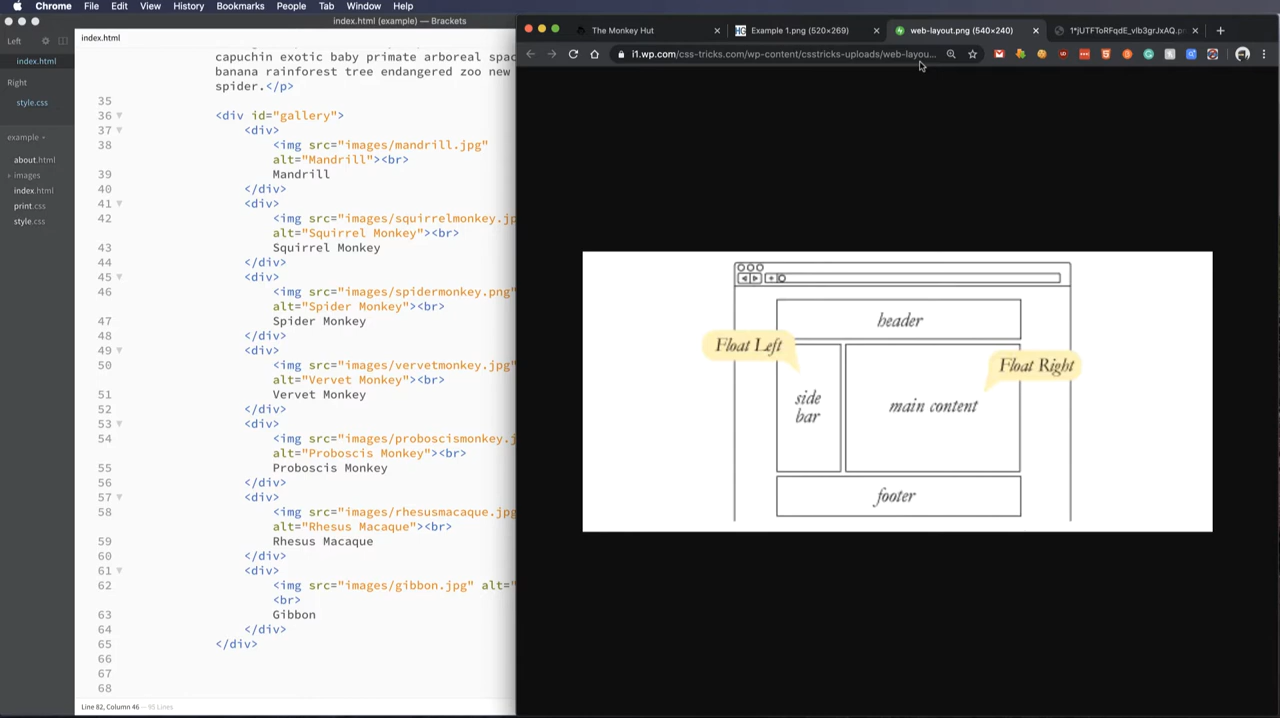 Chrome File Edit View History Bookmarks People Tab Window Help
index.html (example) — Brackets
Left
index.html
Right
style.css
example
about.html
images
index.html
print.css
style.css
index.html
capuchin exotic baby primate arboreal spac
banana rainforest tree endangered zoo new
spider.</p>
35
36 <div id="gallery">
37 <div>
38 <img src="images/mandrill.jpg"
alt="Mandrill"><br>
39 Mandrill
40 </div>
41 <div>
42 <img src="images/squirrelmonkey.jp
alt="Squirrel Monkey"><br>
43 Squirrel Monkey
44 </div>
45 <div>
46 <img src="images/spidermonkey.png"
alt="Spider Monkey"><br>
47 Spider Monkey
48 </div>
49 <div>
50 <img src="images/vervetmonkey.jpg"
alt="Vervet Monkey"><br>
51 Vervet Monkey
52 </div>
53 <div>
54 <img src="images/proboscismonkey.j
alt="Proboscis Monkey"><br>
55 Proboscis Monkey
56 </div>
57 <div>
58 <img src="images/rhesusmacaque.jpg
alt="Rhesus Macaque"><br>
59 Rhesus Macaque
60 </div>
61 <div>
62 <img src="images/gibbon.jpg" alt="
<br>
63 Gibbon
64 </div>
65 </div>
66
67
68
Line 82, Column 46 — 95 Lines
The Monkey Hut
Example 1.png (520×269)
web-layout.png (540×240)
i1.wp.com/css-tricks.com/wp-content/csstricks-uploads/web-layou...
header
Float Left
Float Right
side
bar
main content
footer